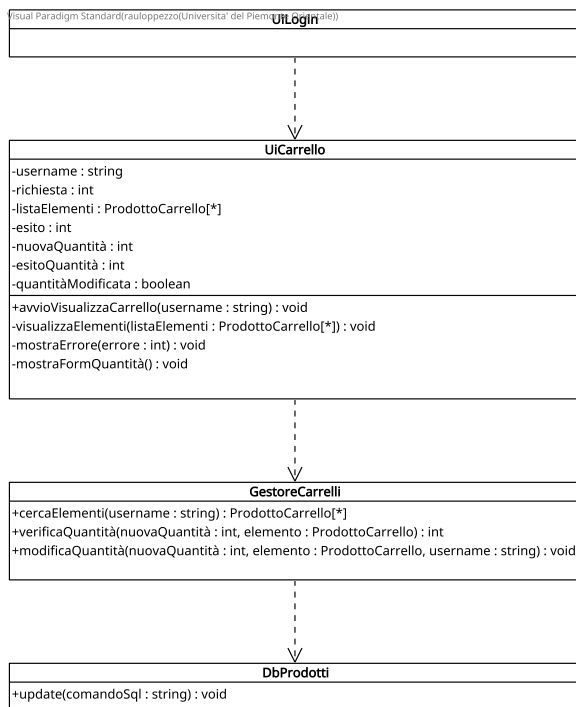 Visual Paradigm Standard(rauloppezzo(Universita' del Piemonte Orientale))
UiLogin
UiCarrello
-username : string
-richiesta : int
-listaElementi : ProdottoCarrello[*]
-esito : int
-nuovaQuantità : int
-esitoQuantità : int
-quantitàModificata : boolean
+avvioVisualizzaCarrello(username : string) : void
-visualizzaElementi(listaElementi : ProdottoCarrello[*]) : void
-mostraErrore(errore : int) : void
-mostraFormQuantità() : void
GestoreCarrelli
+cercaElementi(username : string) : ProdottoCarrello[*]
+verificaQuantità(nuovaQuantità : int, elemento : ProdottoCarrello) : int
+modificaQuantità(nuovaQuantità : int, elemento : ProdottoCarrello, username : string) : void
DbProdotti
+update(comandoSql : string) : void